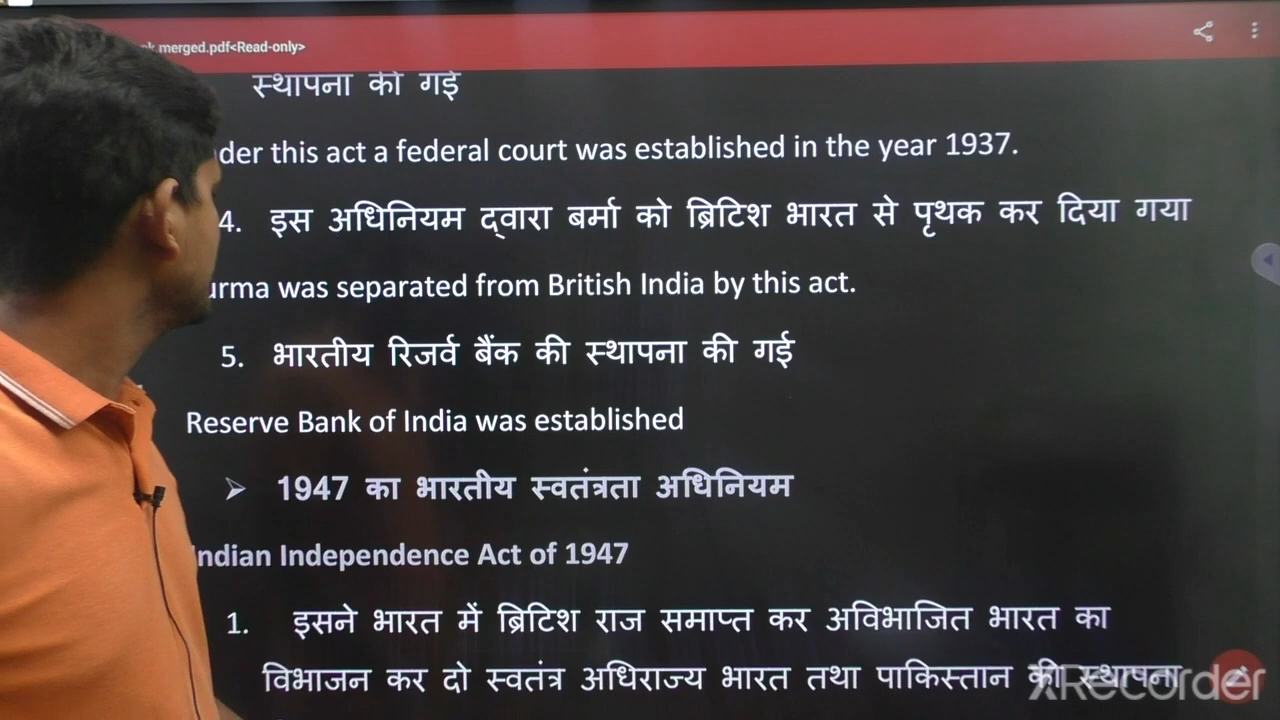 .merged.pdf<Read-only>
स्थापना की गई
der this act a federal court was established in the year 1937.
4. इस अधिनियम द्वारा बर्मा को ब्रिटिश भारत से पृथक कर दिया गया
urma was separated from British India by this act.
5. भारतीय रिजर्व बैंक की स्थापना की गई
Reserve Bank of India was established
➢ 1947 का भारतीय स्वतंत्रता अधिनियम
Indian Independence Act of 1947
1. इसने भारत में ब्रिटिश राज समाप्त कर अविभाजित भारत का
विभाजन कर दो स्वतंत्र अधिराज्य भारत तथा पाकिस्तान की स्थापना
XRecorder